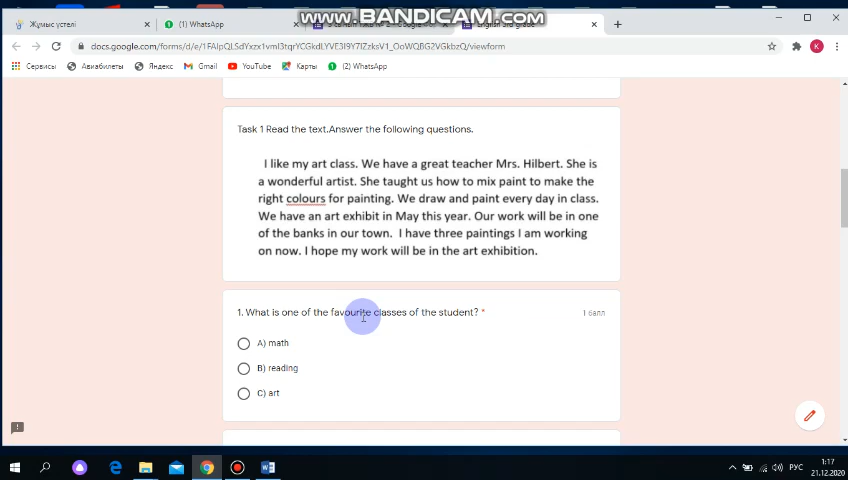 www.BANDICAM.com
Жұмыс үстелі
(1) WhatsApp
English 3rd grade
docs.google.com/forms/d/e/1FAIpQLSdYxzx1vml3tqrYCGkdLYVE3I9Y7lZzksV1_OoWQBG2VGkbzQ/viewform
K
Сервисы
Авиабилеты
Яндекс
Gmail
YouTube
Карты
(2) WhatsApp
Task 1 Read the text.Answer the following questions.
I like my art class. We have a great teacher Mrs. Hilbert. She is
a wonderful artist. She taught us how to mix paint to make the
right colours for painting. We draw and paint every day in class.
We have an art exhibit in May this year. Our work will be in one
of the banks in our town. I have three paintings I am working
on now. I hope my work will be in the art exhibition.
1. What is one of the favourite classes of the student? *
1 балл
A) math
B) reading
C) art
РУС
1:17
21.12.2020